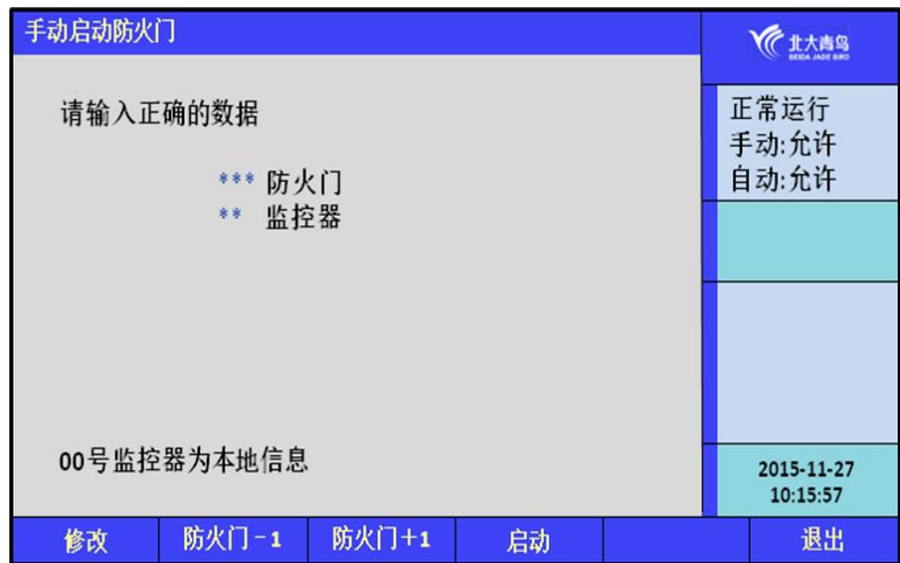 手动启动防火门
北大青鸟
BEIDA JADE BIRD
请输入正确的数据
*** 防火门
** 监控器
正常运行
手动:允许
自动:允许
00号监控器为本地信息
2015-11-27
10:15:57
修改 防火门-1 防火门+1 启动 退出